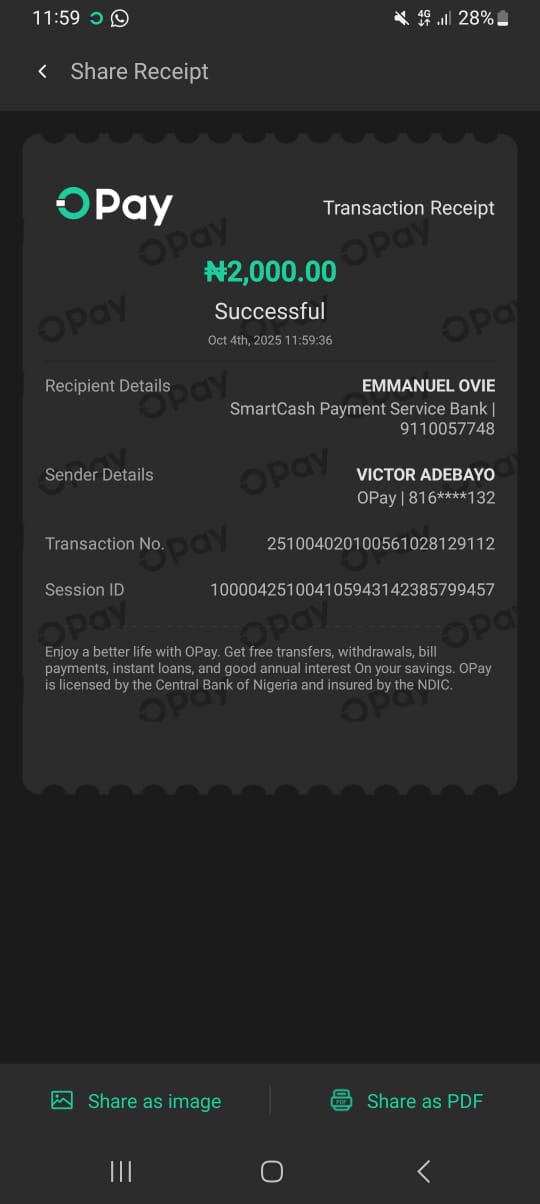 11:59 4G 28%
Share Receipt
OPay Transaction Receipt
₦2,000.00
Successful
Oct 4th, 2025 11:59:36
Recipient Details EMMANUEL OVIE
SmartCash Payment Service Bank |
9110057748
Sender Details VICTOR ADEBAYO
OPay | 816****132
Transaction No. 251004020100561028129112
Session ID 100004251004105943142385799457
Enjoy a better life with OPay. Get free transfers, withdrawals, bill
payments, instant loans, and good annual interest On your savings. OPay
is licensed by the Central Bank of Nigeria and insured by the NDIC.
Share as image PDF Share as PDF